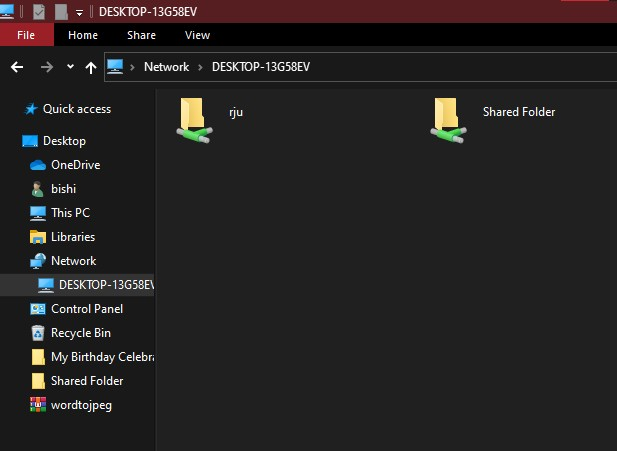 DESKTOP-13G58EV
File Home Share View
Network DESKTOP-13G58EV
Quick access
Desktop
OneDrive
bishi
This PC
Libraries
Network
DESKTOP-13G58EV
Control Panel
Recycle Bin
My Birthday Celebra
Shared Folder
wordtojpeg
rju
Shared Folder